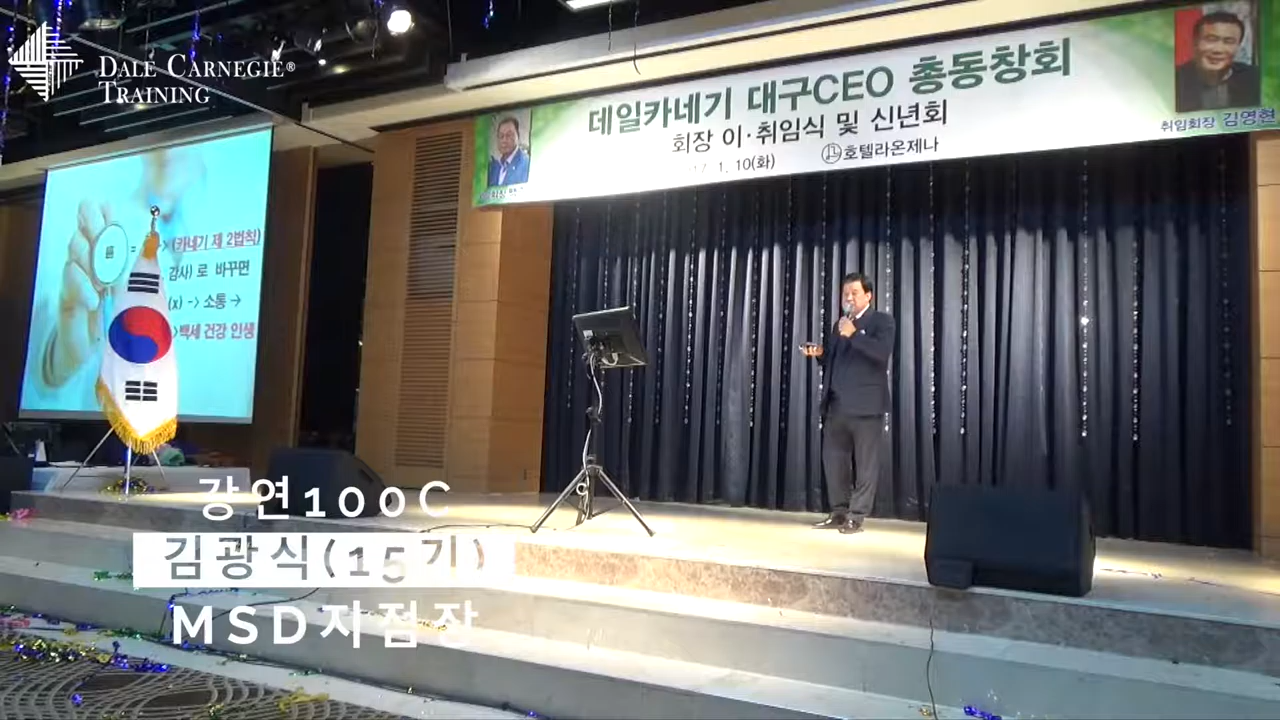 DALE CARNEGIE®
TRAINING
데일카네기 대구CEO 총동창회
회장 이·취임식 및 신년회
1. 10(화) 호텔라온제나
취임회장 김영현
(카네기 제 2법칙)
감사) 로 바꾸면
(x) -> 소통 →
백세 건강 인생
강연100C
김광식(15기)
MSD지점장